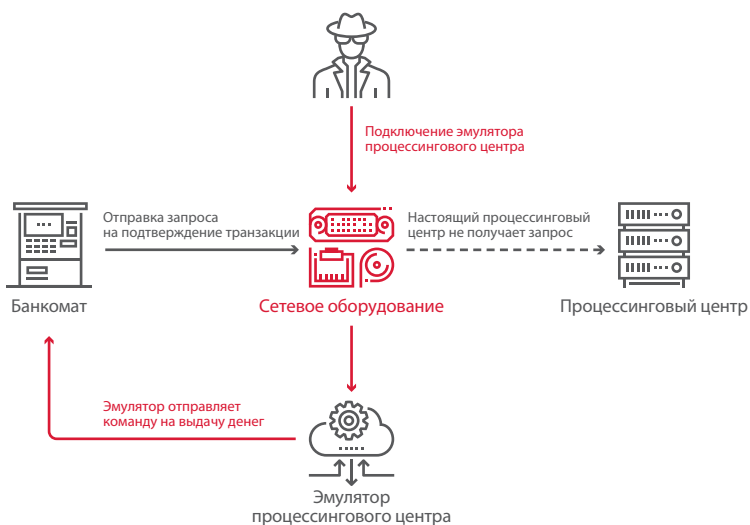 Подключение эмулятора
процессингового центра
Отправка запроса
на подтверждение транзакции
Настоящий процессинговый
центр не получает запрос
Банкомат
Сетевое оборудование
Процессинговый центр
Эмулятор отправляет
команду на выдачу денег
Эмулятор
процессингового центра